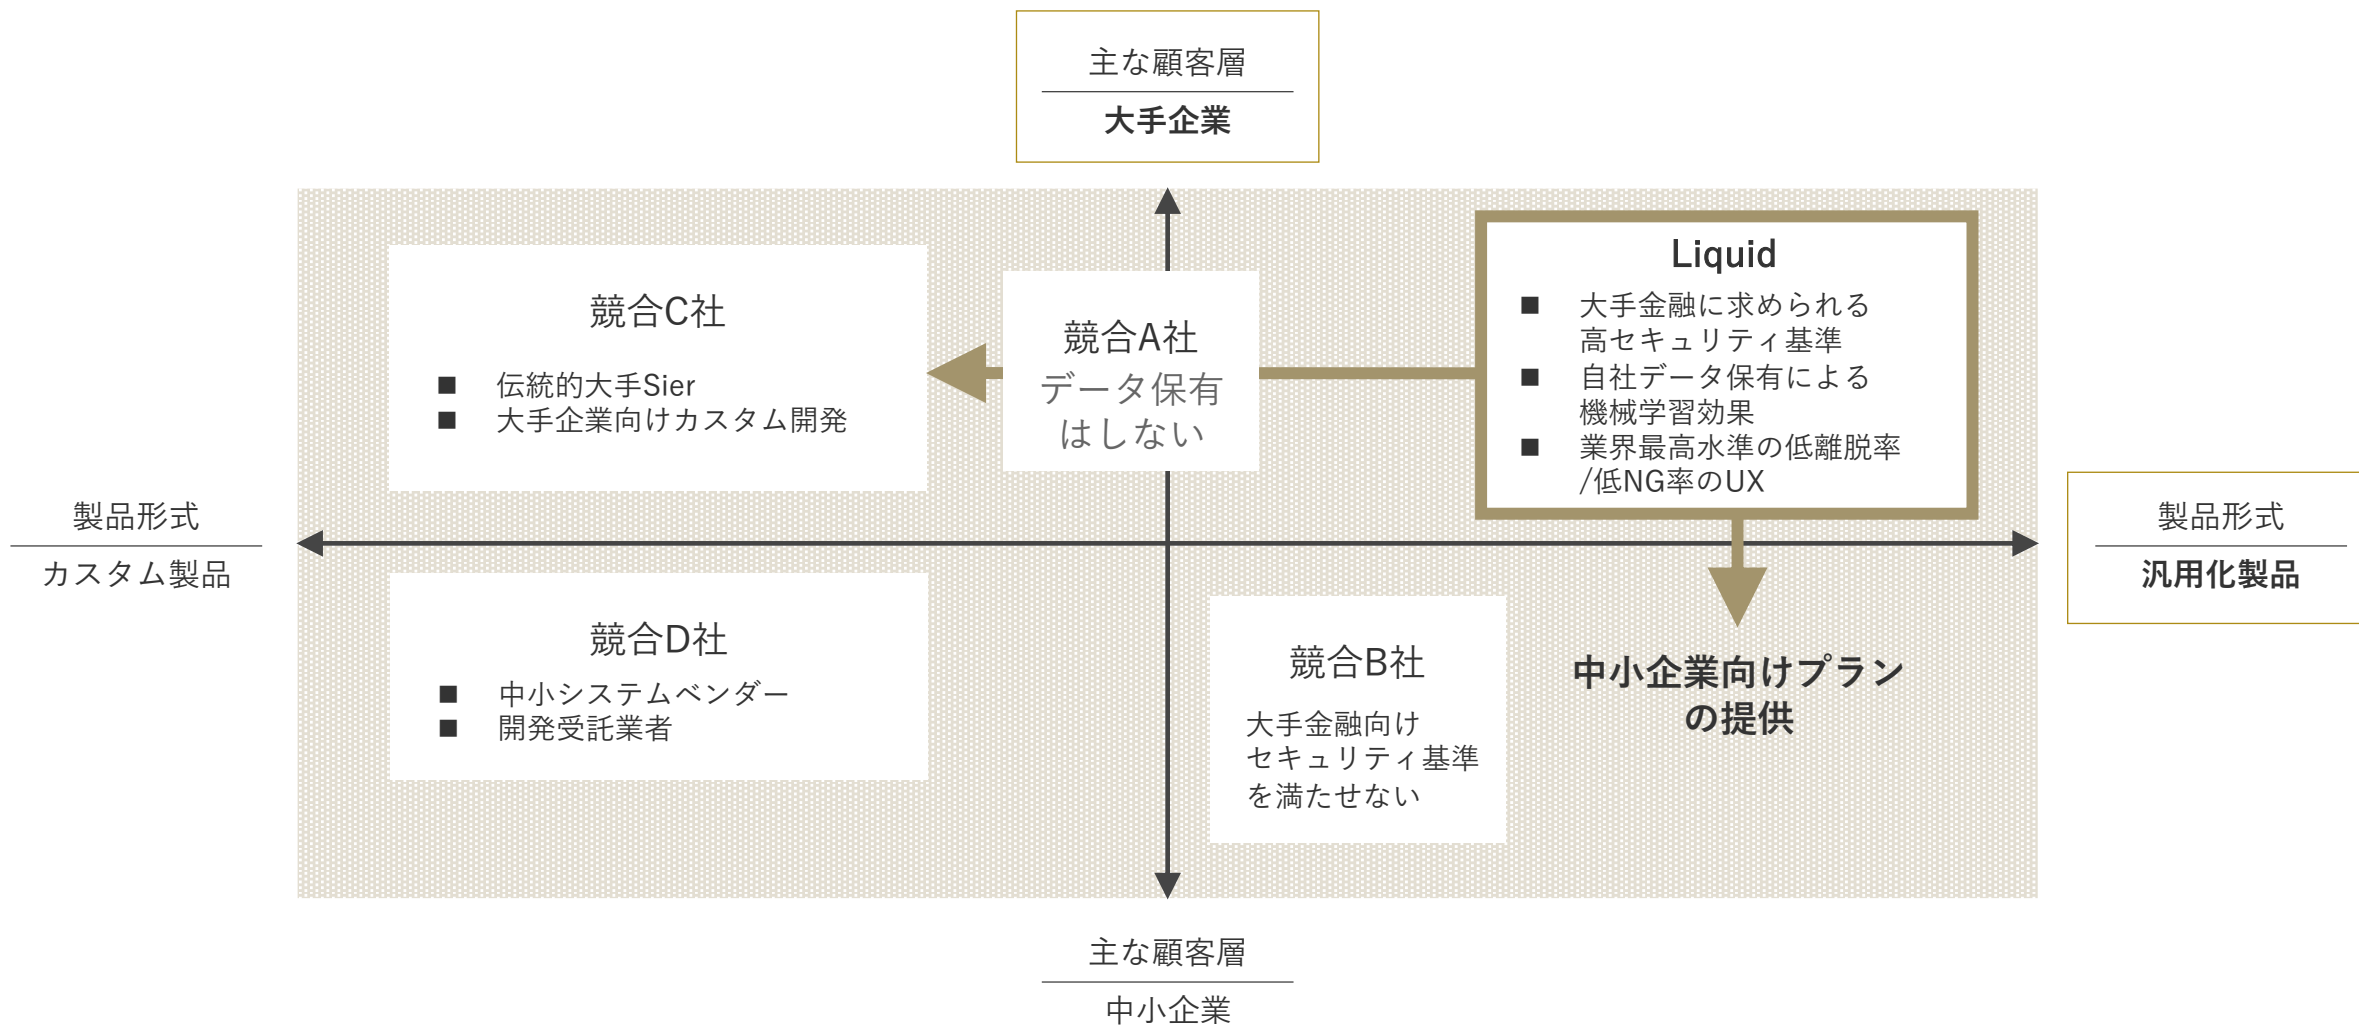 主な顧客層
大手企業
競合C社
■ 伝統的大手Sier
■ 大手企業向けカスタム開発
競合A社
データ保有
はしない
Liquid
■ 大手金融に求められる
高セキュリティ基準
■ 自社データ保有による
機械学習効果
■ 業界最高水準の低離脱率
/低NG率のUX
製品形式
カスタム製品
製品形式
汎用化製品
競合D社
■ 中小システムベンダー
■ 開発受託業者
競合B社
大手金融向け
セキュリティ基準
を満たせない
中小企業向けプラン
の提供
主な顧客層
中小企業